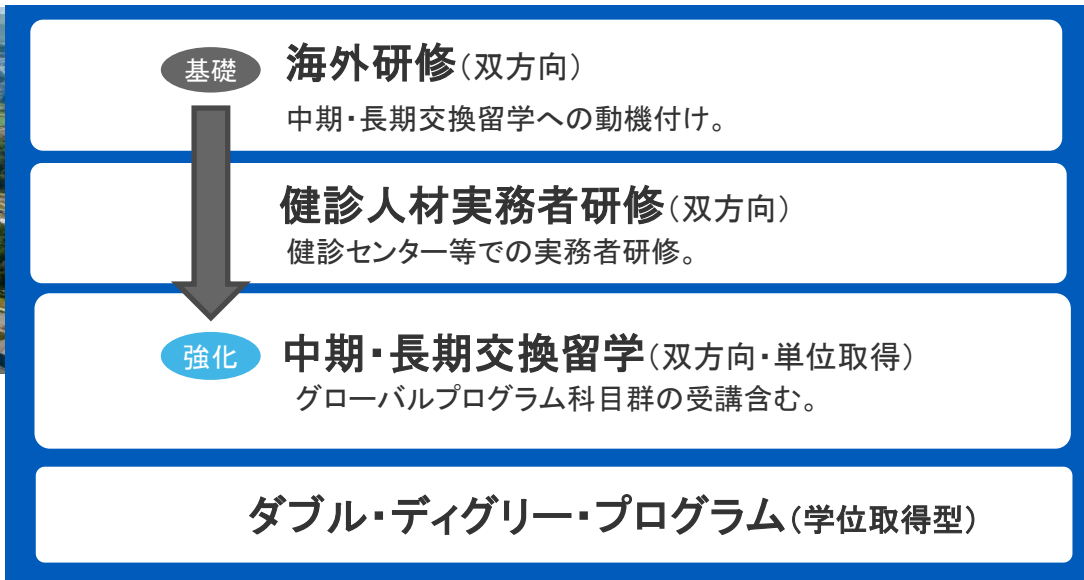 基礎 海外研修(双方向)
中期・長期交換留学への動機付け。
健診人材実務者研修(双方向)
健診センター等での実務者研修。
強化 中期・長期交換留学(双方向・単位取得)
グローバルプログラム科目群の受講含む。
ダブル・ディグリー・プログラム(学位取得型)